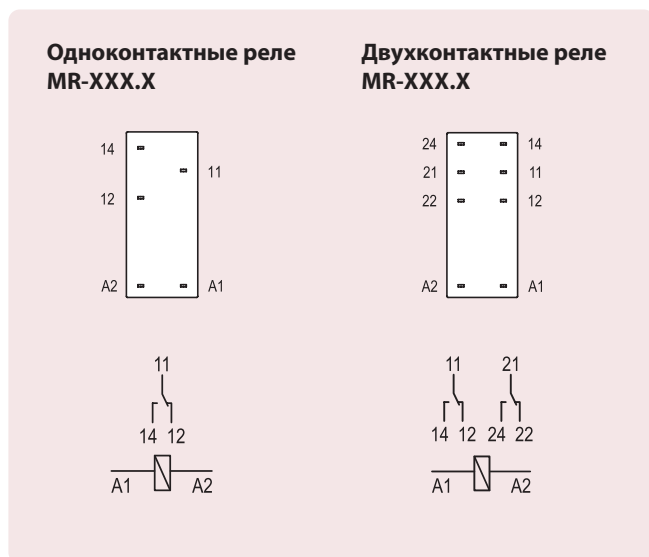 Одноконтактные реле
MR-XXX.X
Двухконтактные реле
MR-XXX.X
14
11
12
A2
A1
24
14
21
11
22
12
A2
A1
11
14 12
A1
A2
11
21
14 12 24 22
A1
A2